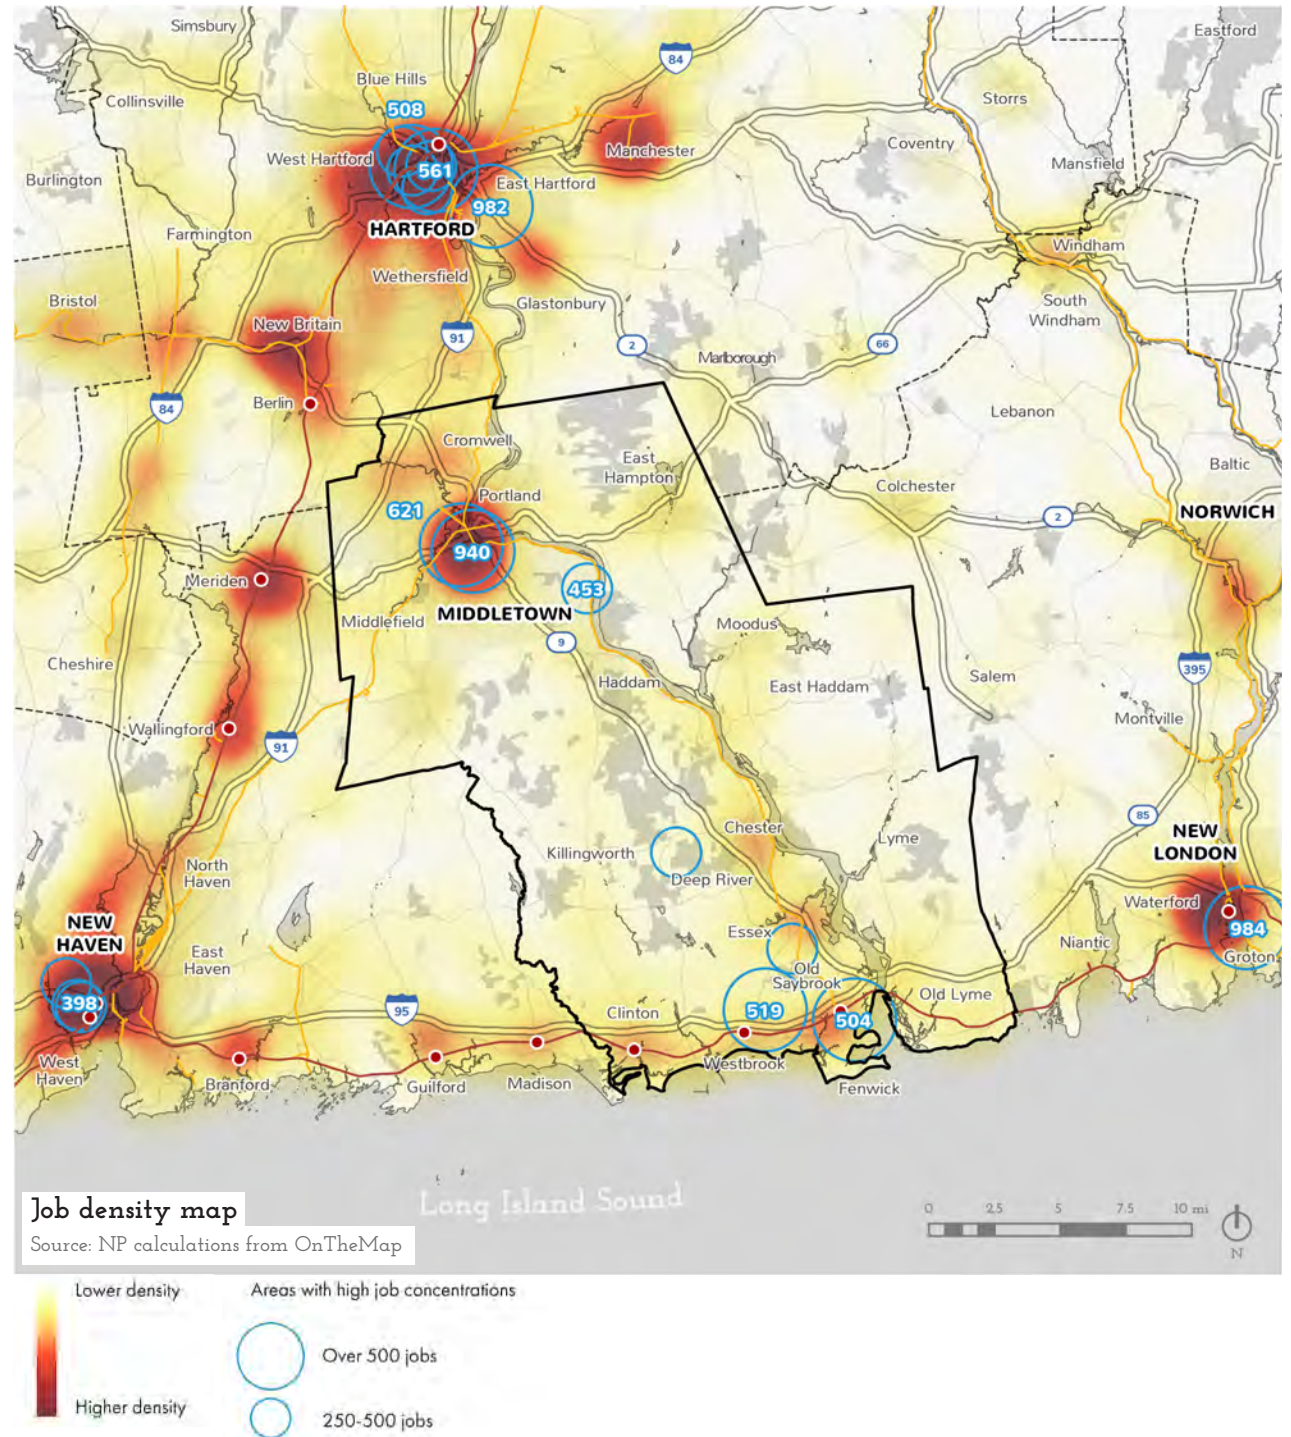 Simsbury
Eastford
84
Blue Hills
Collinsville
508
Storrs
West Hartford
Manchester
Coventry
Mansfield
561
Burlington
East Hartford
982
HARTFORD
Farmington
Windham
Wethersfield
Bristol
Glastonbury
South
Windham
New Britain
91
2
66
Marlborough
84
Berlin
Lebanon
Cromwell
East
Hampton
Baltic
Colchester
Portland
621
2
NORWICH
940
Meriden
453
MIDDLETOWN
Middlefield
Moodus
9
Cheshire
395
Haddam
East Haddam
Salem
Montville
Wallingford
91
85
Chester
NEW
LONDON
Lyme
Killingworth
North
Haven
Deep River
Waterford
NEW
HAVEN
984
Essex
Niantic
East
Haven
Groton
Old
Saybrook
Old Lyme
398
95
Clinton
519
504
West
Haven
Westbrook
Branford
Guilford
Madison
Fenwick
Long Island Sound
Job density map
Source: NP calculations from OnTheMap
0 2.5 5 7.5 10 mi
N
Lower density
Higher density
Areas with high job concentrations
Over 500 jobs
250-500 jobs